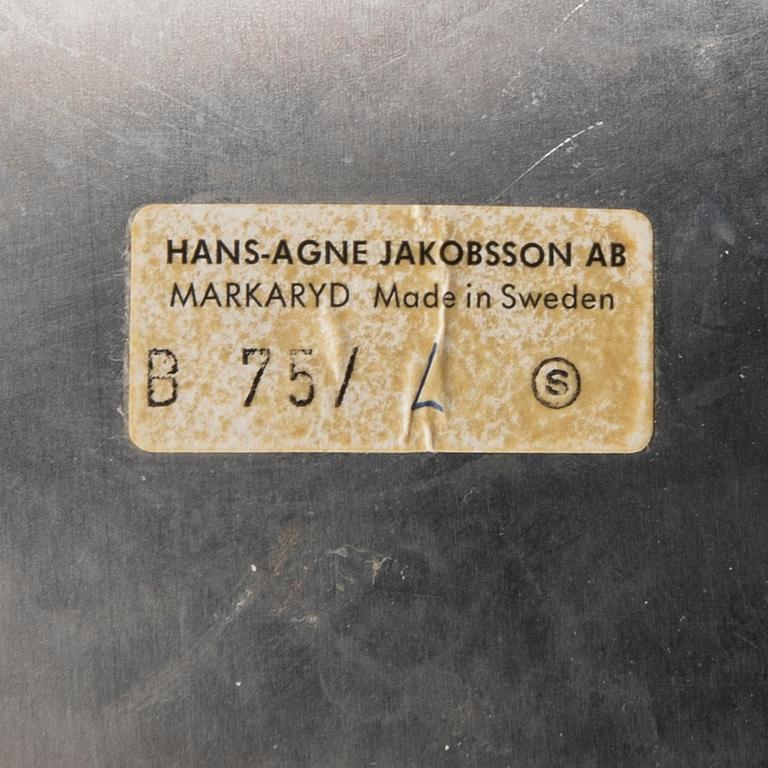 HANS-AGNE JAKOBSSON AB
MARKARYD Made in Sweden
B 75/ L Ⓢ